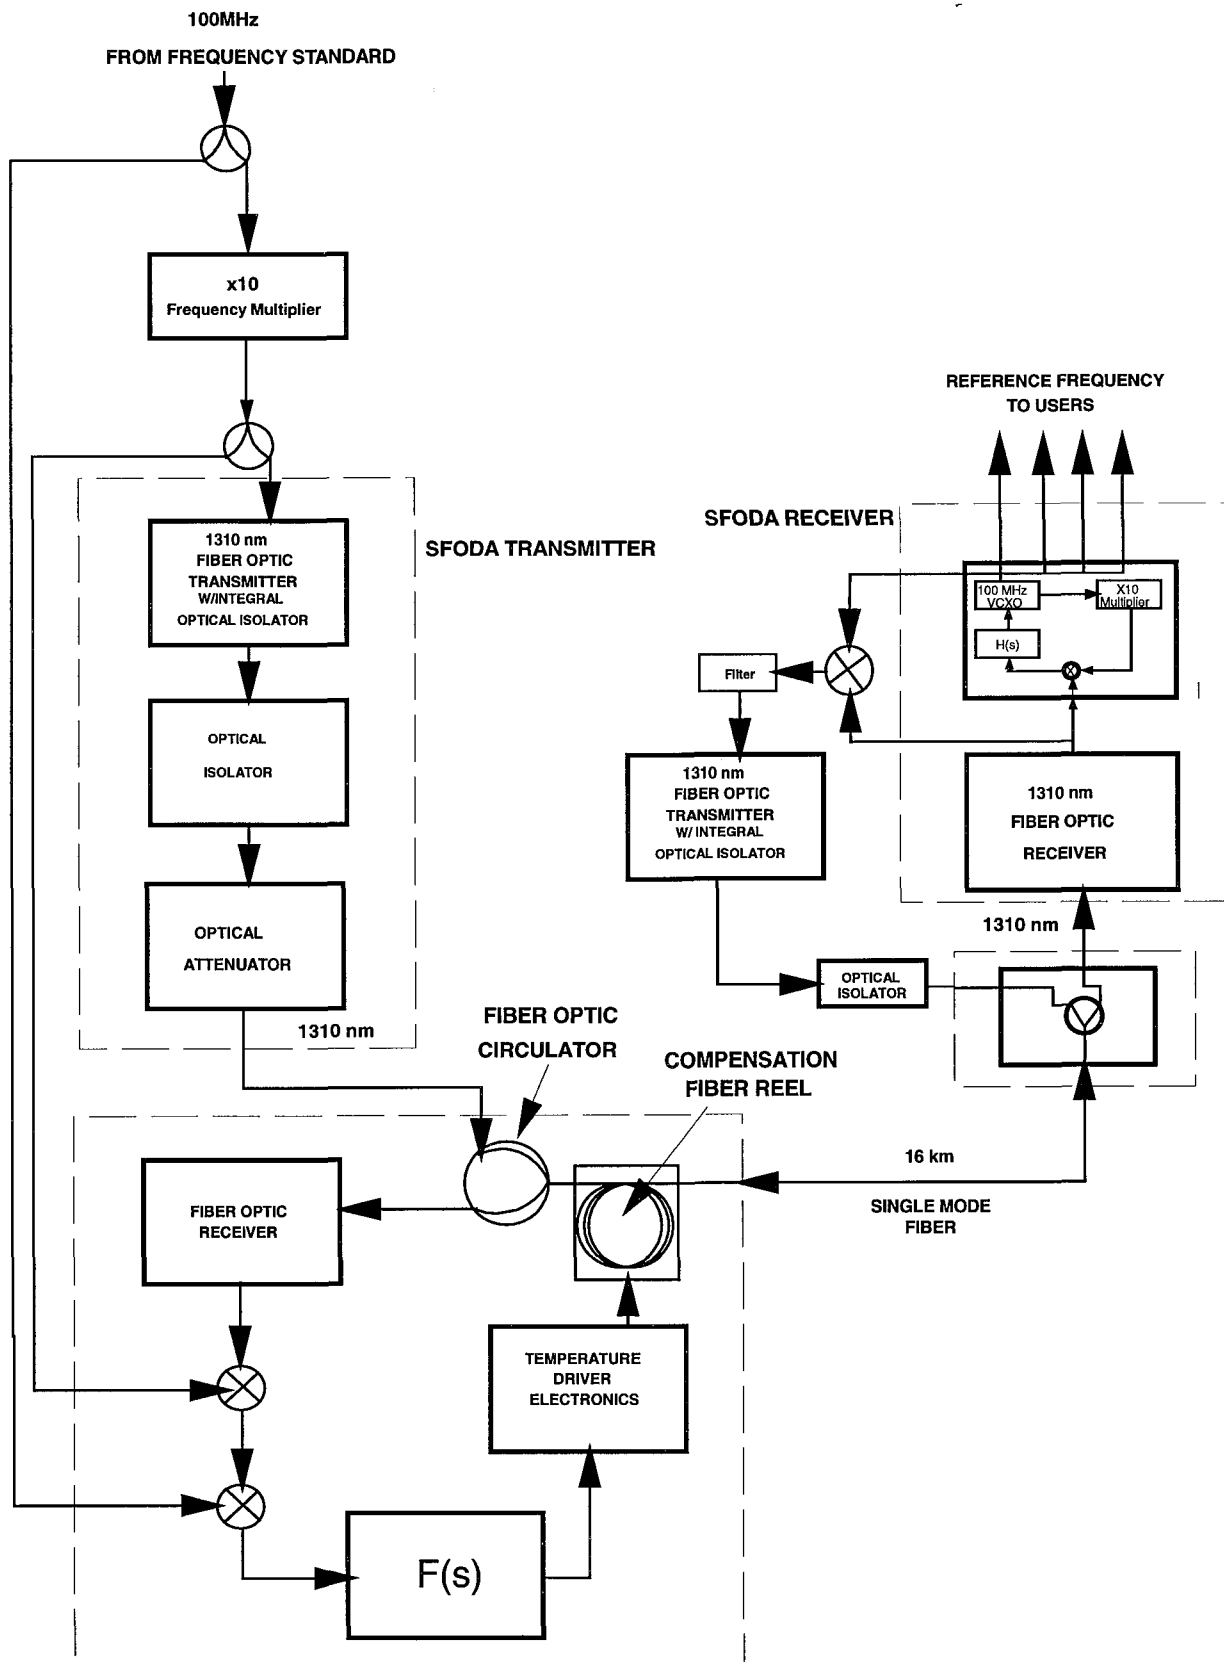 100MHz
FROM FREQUENCY STANDARD
x10
Frequency Multiplier
REFERENCE FREQUENCY
TO USERS
SFODA RECEIVER
SFODA TRANSMITTER
1310 nm
FIBER OPTIC
TRANSMITTER
W/INTEGRAL
OPTICAL ISOLATOR
100 MHz
VCXO
X10
Multiplier
H(s)
Filter
OPTICAL
ISOLATOR
1310 nm
FIBER OPTIC
TRANSMITTER
W/ INTEGRAL
OPTICAL ISOLATOR
1310 nm
FIBER OPTIC
RECEIVER
OPTICAL
ATTENUATOR
1310 nm
1310 nm
OPTICAL
ISOLATOR
FIBER OPTIC
CIRCULATOR
COMPENSATION
FIBER REEL
16 km
SINGLE MODE
FIBER
FIBER OPTIC
RECEIVER
TEMPERATURE
DRIVER
ELECTRONICS
F(s)